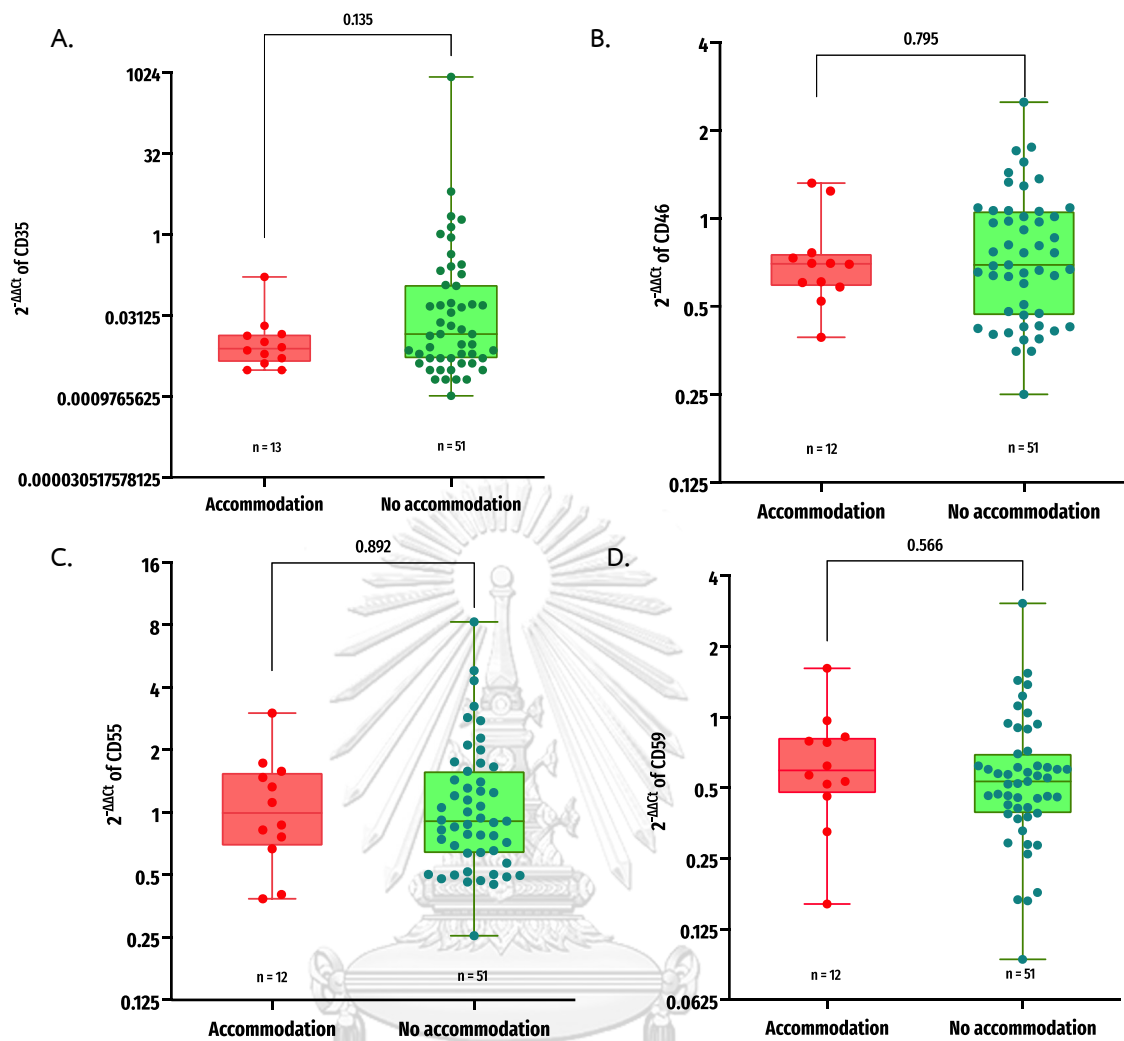 A.
0.135
1024
32
1
0.03125
0.0009765625
0.000030517578125
2^-ΔΔCt of CD35
n = 13
n = 51
Accommodation
No accommodation
B.
0.795
4
2
1
0.5
0.25
0.125
2^-ΔΔCt of CD46
n = 12
n = 51
Accommodation
No accommodation
C.
0.892
16
8
4
2
1
0.5
0.25
0.125
2^-ΔΔCt of CD55
n = 12
n = 51
Accommodation
No accommodation
D.
0.566
4
2
1
0.5
0.25
0.125
0.0625
2^-ΔΔCt of CD59
n = 12
n = 51
Accommodation
No accommodation